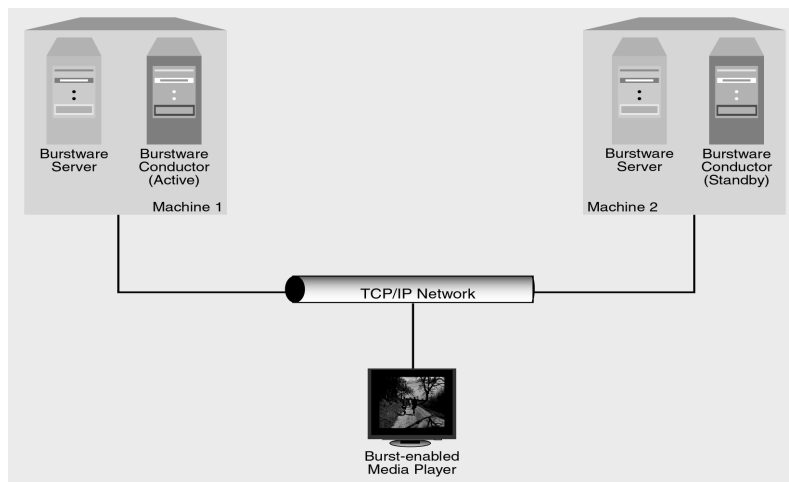 Burstware
Server
Burstware
Conductor
(Active)
Machine 1
Burstware
Server
Burstware
Conductor
(Standby)
Machine 2
TCP/IP Network
Burst-enabled
Media Player